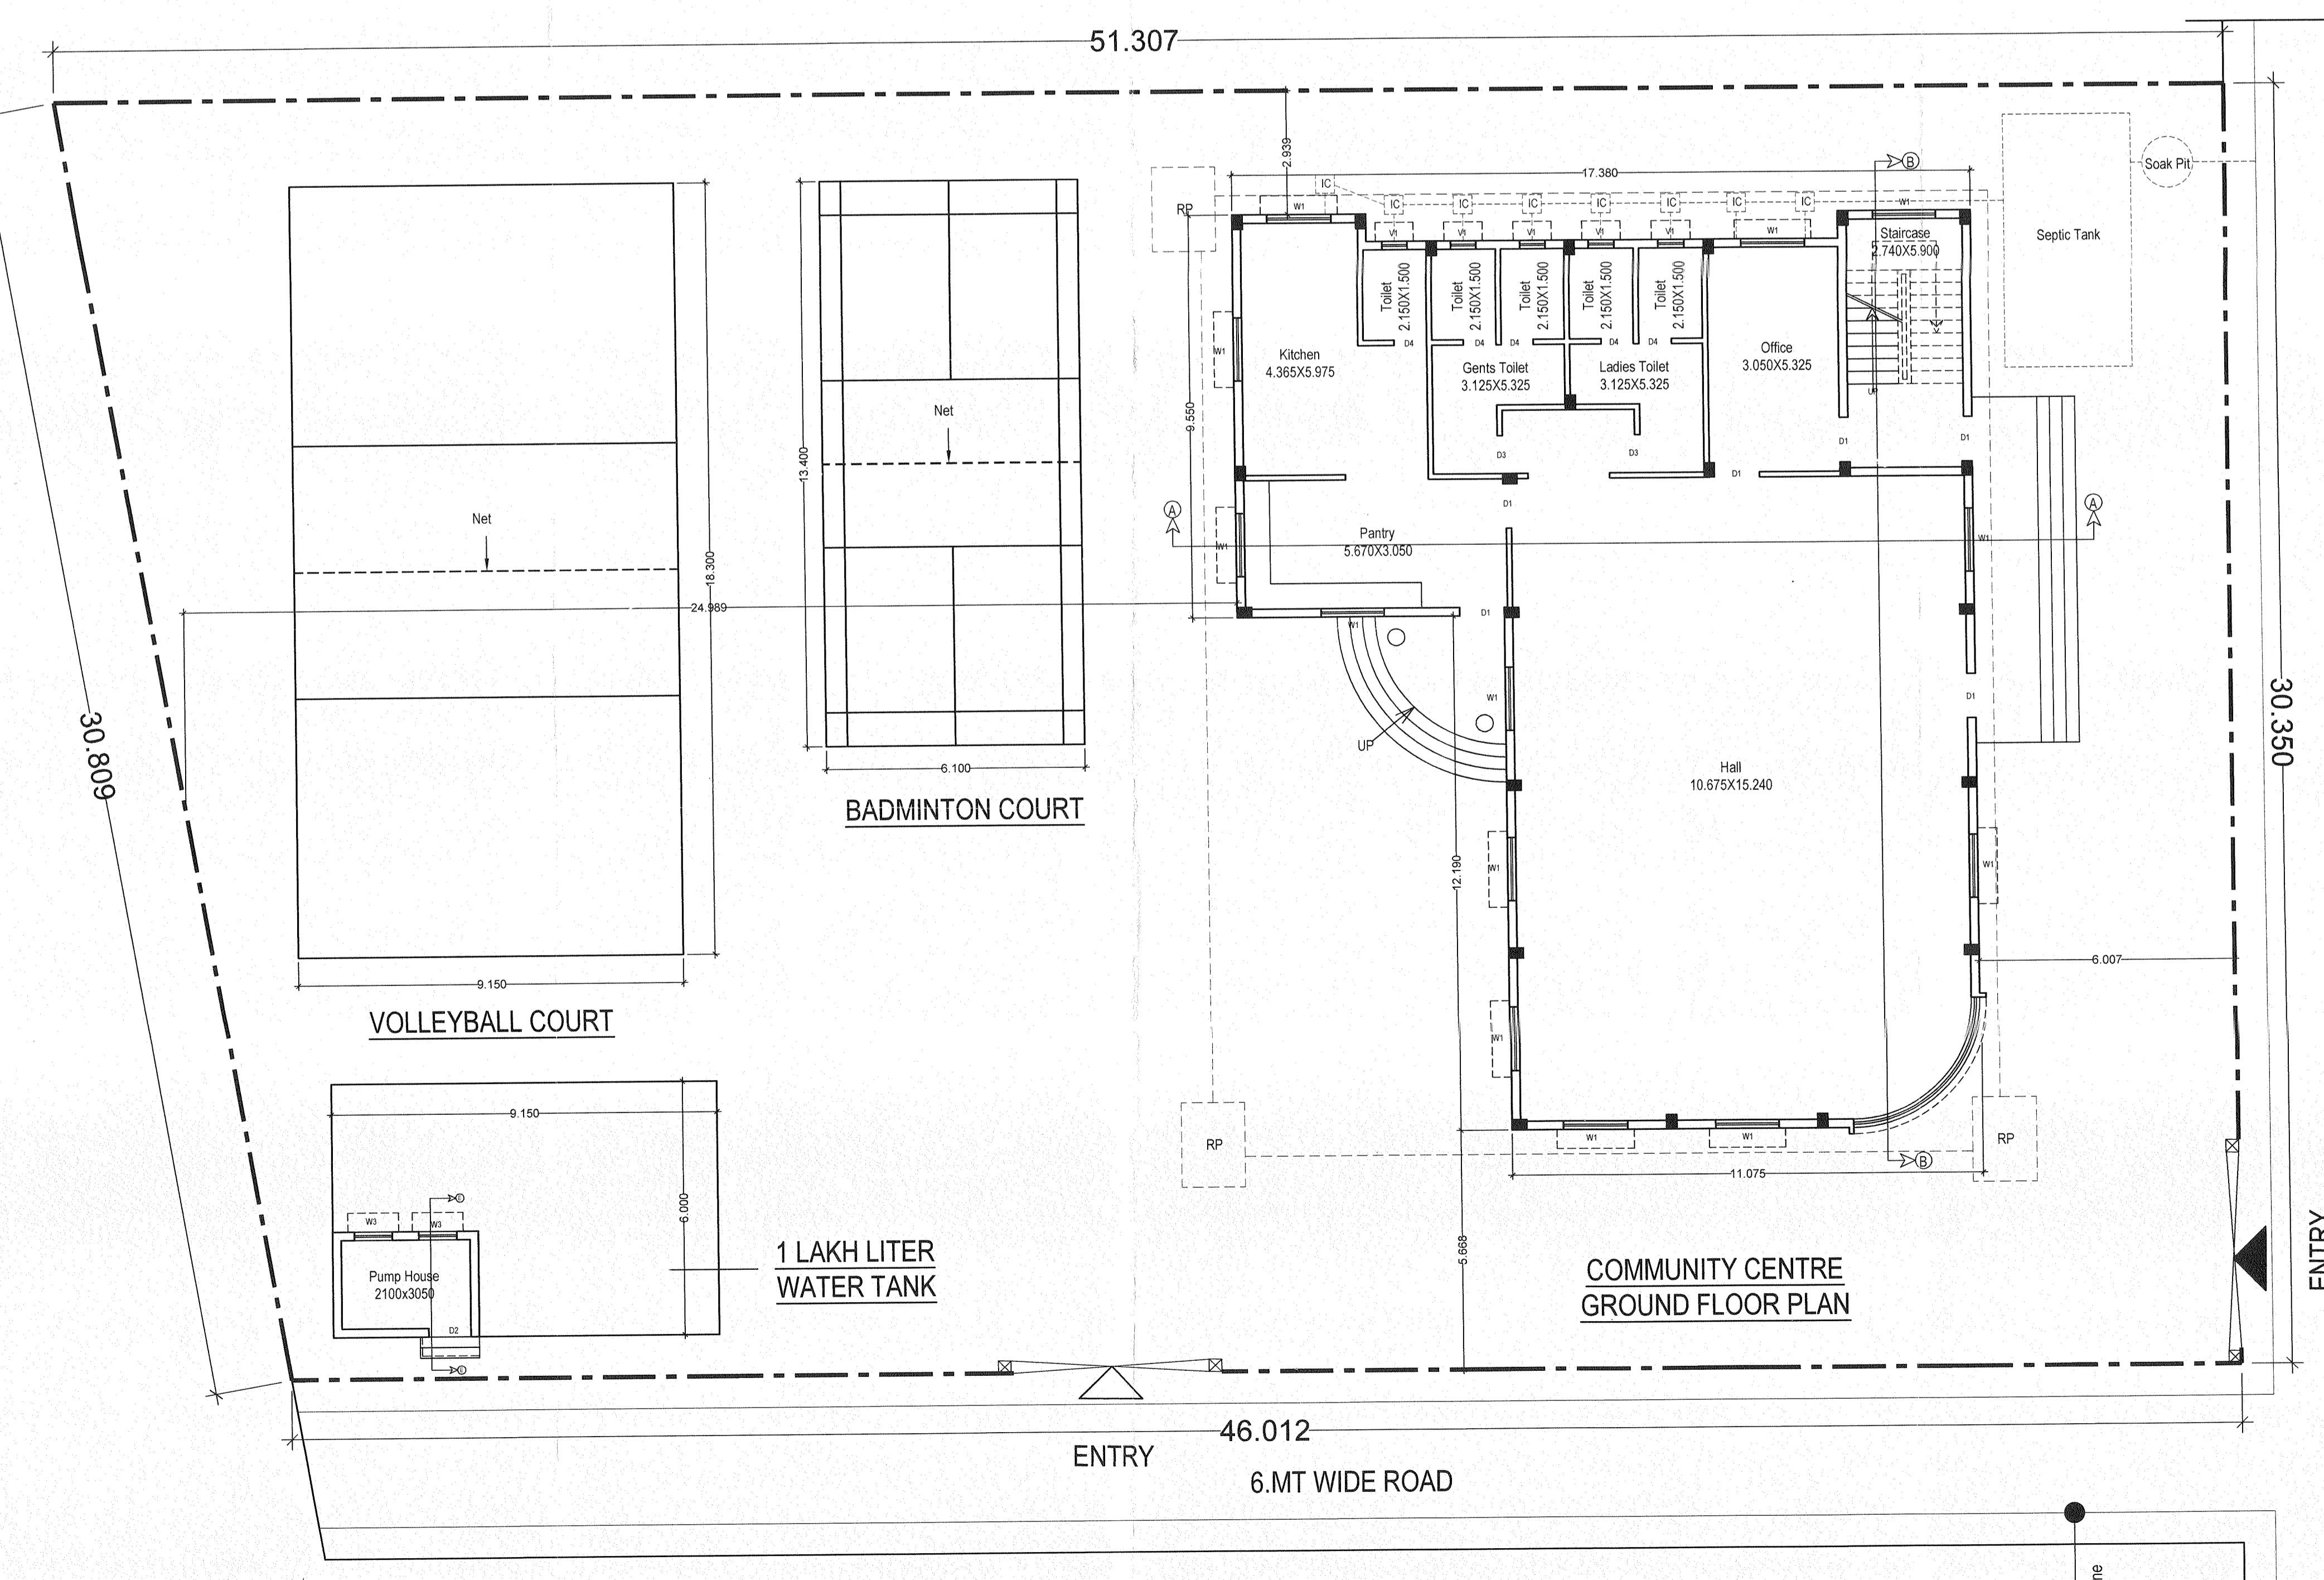 51.307
2.939
17.380
B
Soak Pit
RP
IC
W1
IC
IC
IC
IC
IC
IC
IC
W1
V1
V1
V1
V1
V1
W1
Staircase
2.740X5.900
Septic Tank
Toilet
2.150X1.500
Toilet
2.150X1.500
Toilet
2.150X1.500
Toilet
2.150X1.500
Toilet
2.150X1.500
D4
D4
D4
D4
D4
W1
Kitchen
4.365X5.975
Gents Toilet
3.125X5.325
Ladies Toilet
3.125X5.325
Office
3.050X5.325
UP
9.550
Net
13.400
D3
D3
D1
D1
D1
D1
A
A
Net
Pantry
5.670X3.050
W1
W1
18.300
24.989
D1
W1
W1
D1
UP
30.809
30.350
6.100
BADMINTON COURT
Hall
10.675X15.240
12.190
W1
W1
6.007
9.150
VOLLEYBALL COURT
W1
9.150
6.000
RP
RP
W1
W1
B
11.075
W3
W3
Pump House
2100x3050
D2
1 LAKH LITER
WATER TANK
5.668
COMMUNITY CENTRE
GROUND FLOOR PLAN
ENTRY
46.012
ENTRY
6.MT WIDE ROAD